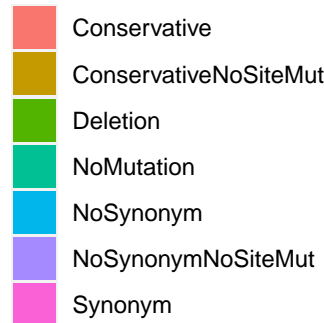 Conservative
ConservativeNoSiteMut
Deletion
NoMutation
NoSynonym
NoSynonymNoSiteMut
Synonym